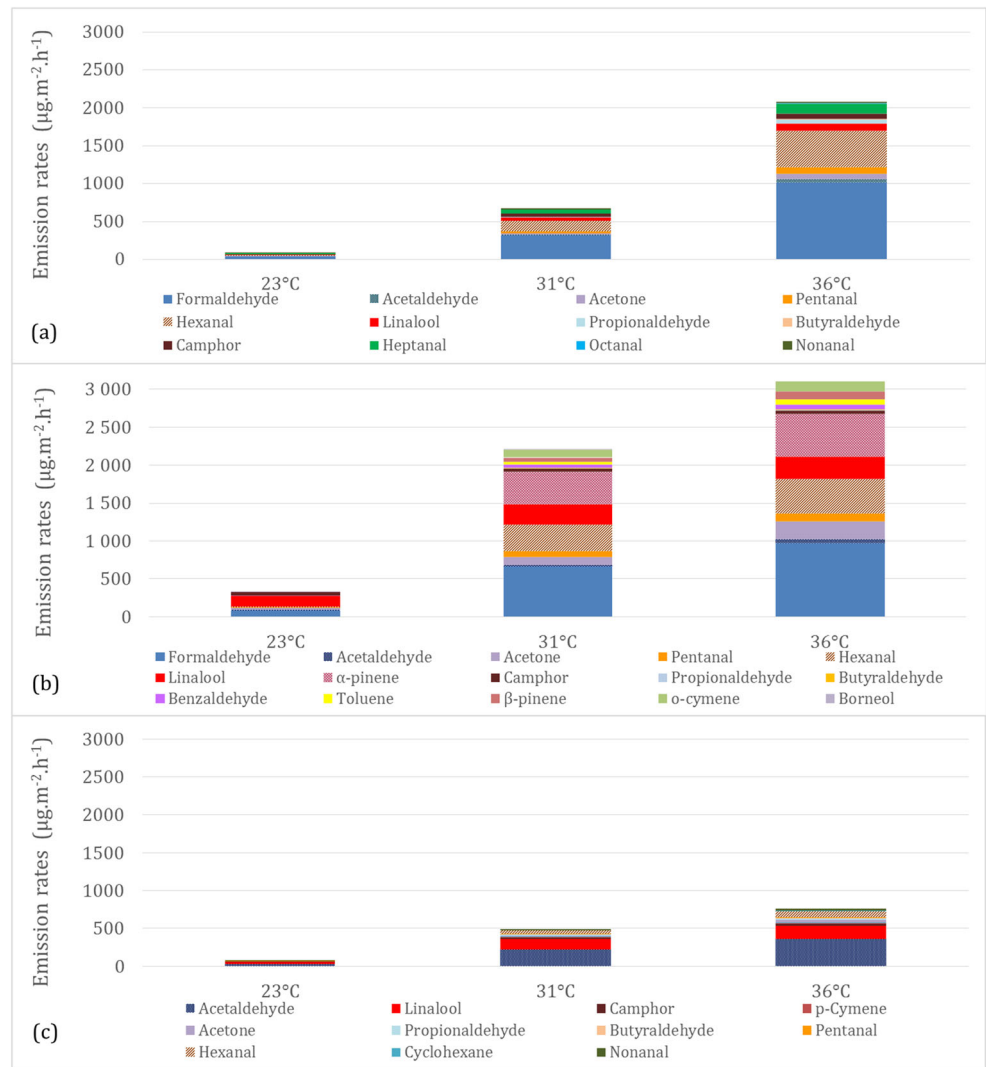 3000
2500
2000
1500
1000
500
0
Emission rates (µg.m-2.h-1)
23°C 31°C 36°C
Formaldehyde Acetaldehyde Acetone Pentanal
Hexanal Linalool Propionaldehyde Butyraldehyde
Camphor Heptanal Octanal Nonanal
(a)
3 000
2 500
2 000
1 500
1 000
500
0
Emission rates (µg.m-2.h-1)
23°C 31°C 36°C
Formaldehyde Acetaldehyde Acetone Pentanal Hexanal
Linalool α-pinene Camphor Propionaldehyde Butyraldehyde
Benzaldehyde Toluene β-pinene o-cymene Borneol
(b)
3000
2500
2000
1500
1000
500
0
Emission rates (µg.m-2.h-1)
23°C 31°C 36°C
Acetaldehyde Linalool Camphor p-Cymene
Acetone Propionaldehyde Butyraldehyde Pentanal
Hexanal Cyclohexane Nonanal
(c)